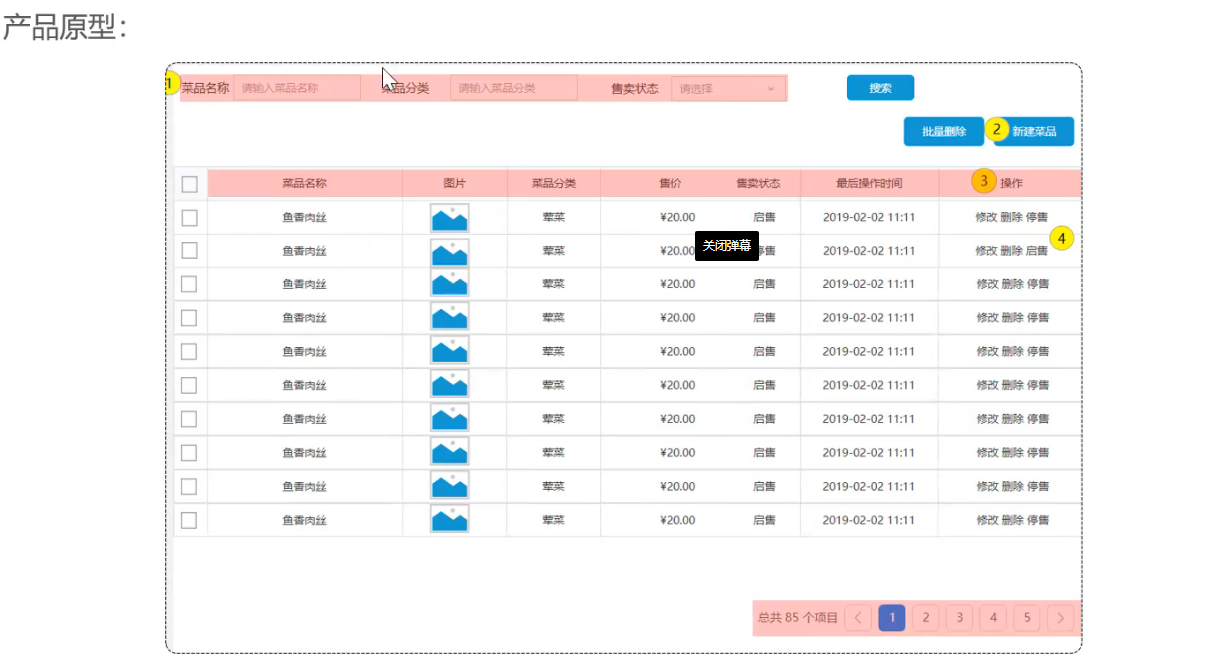 产品原型：
1 菜品名称 请输入菜品名称 菜品分类 请输入菜品分类 售卖状态 请选择 搜索
批量删除 2 新建菜品
菜品名称 图片 菜品分类 售价 售卖状态 最后操作时间 3 操作
鱼香肉丝 荤菜 ¥20.00 启售 2019-02-02 11:11 修改 删除 停售
4
鱼香肉丝 荤菜 ¥20.00 关闭弹幕 停售 2019-02-02 11:11 修改 删除 启售
鱼香肉丝 荤菜 ¥20.00 启售 2019-02-02 11:11 修改 删除 停售
鱼香肉丝 荤菜 ¥20.00 启售 2019-02-02 11:11 修改 删除 停售
鱼香肉丝 荤菜 ¥20.00 启售 2019-02-02 11:11 修改 删除 停售
鱼香肉丝 荤菜 ¥20.00 启售 2019-02-02 11:11 修改 删除 停售
鱼香肉丝 荤菜 ¥20.00 启售 2019-02-02 11:11 修改 删除 停售
鱼香肉丝 荤菜 ¥20.00 启售 2019-02-02 11:11 修改 删除 停售
鱼香肉丝 荤菜 ¥20.00 启售 2019-02-02 11:11 修改 删除 停售
鱼香肉丝 荤菜 ¥20.00 启售 2019-02-02 11:11 修改 删除 停售
总共 85 个项目 1 2 3 4 5